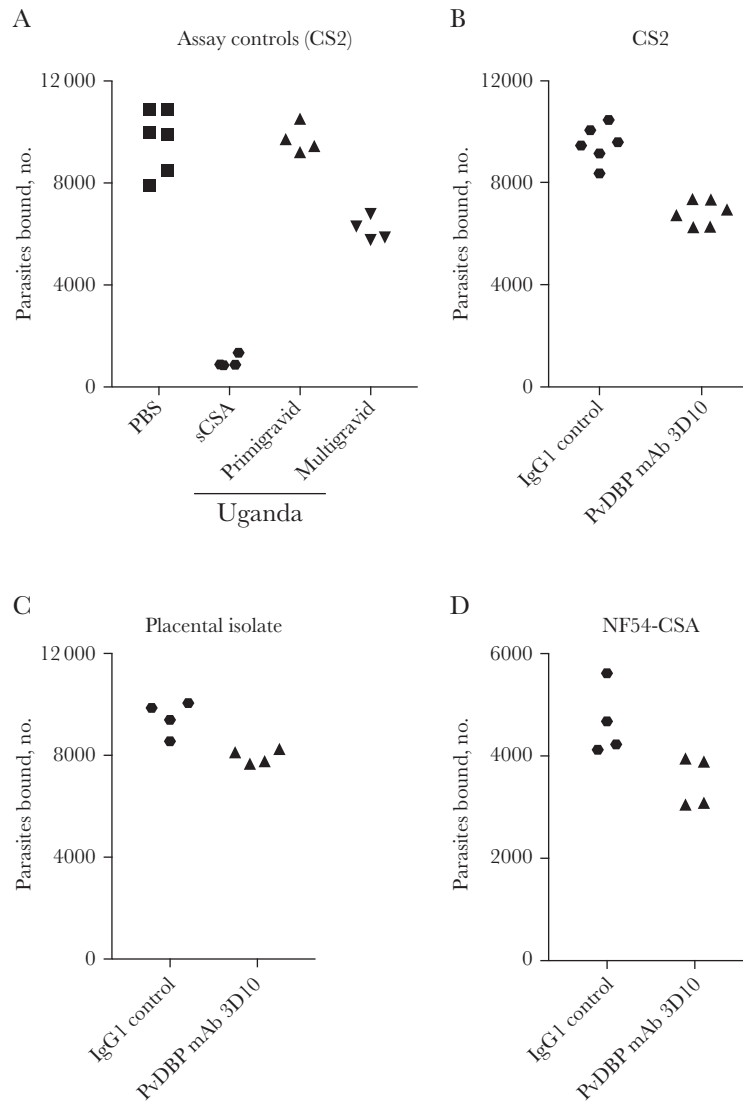 A
Assay controls (CS2)
Parasites bound, no.
12 000
8000
4000
0
PBS
sCSA
Primigravid
Multigravid
Uganda
B
CS2
Parasites bound, no.
12000
8000
4000
0
IgG1 control
PvDBP mAb 3D10
C
Placental isolate
Parasites bound, no.
12 000
8000
4000
0
IgG1 control
PvDBP mAb 3D10
D
NF54-CSA
Parasites bound, no.
6000
4000
2000
0
IgG1 control
PvDBP mAb 3D10